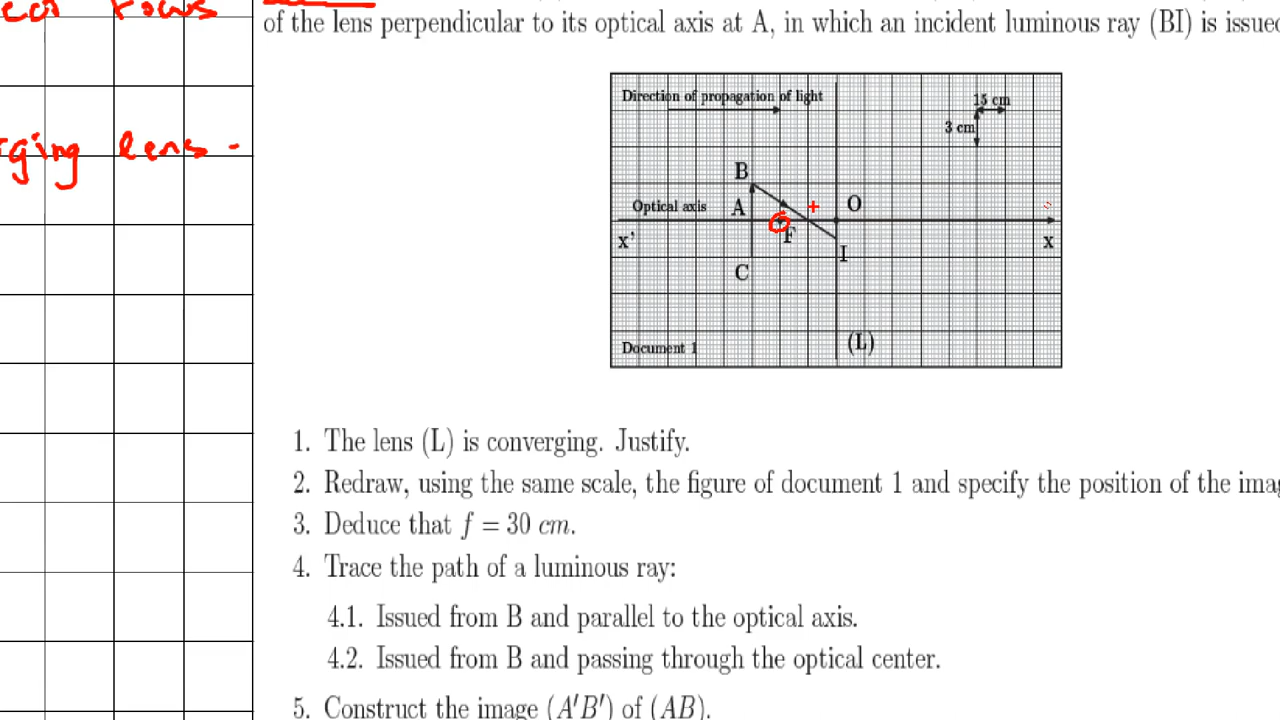 of the lens perpendicular to its optical axis at A, in which an incident luminous ray (BI) is issued
rging lens -
Direction of propagation of light
15 cm
3 cm
B
Optical axis
A
+
O
F
x'
x
I
C
(L)
Document 1
1. The lens (L) is converging. Justify.
2. Redraw, using the same scale, the figure of document 1 and specify the position of the imag
3. Deduce that f = 30 cm.
4. Trace the path of a luminous ray:
4.1. Issued from B and parallel to the optical axis.
4.2. Issued from B and passing through the optical center.
5. Construct the image (A'B') of (AB).